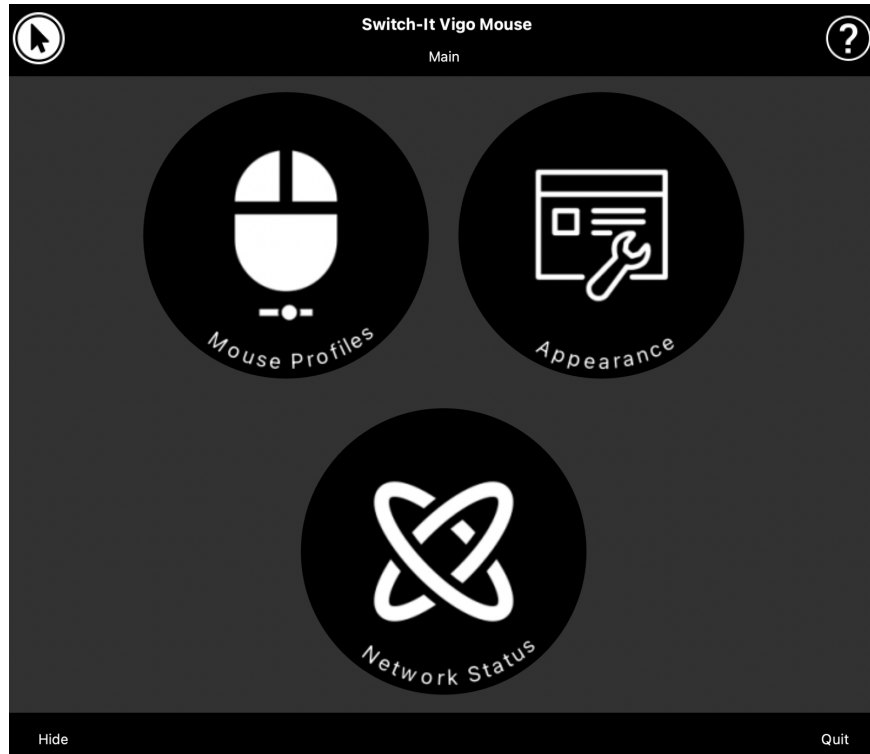 Switch-It Vigo Mouse
Main
?
Mouse Profiles
Appearance
Network Status
Hide
Quit